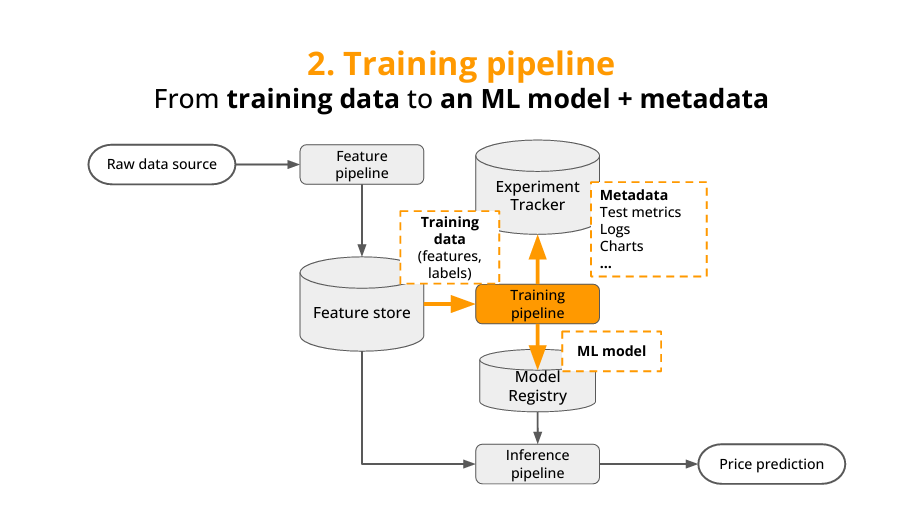 2. Training pipeline
From training data to an ML model + metadata
Raw data source
Feature
pipeline
Experiment
Tracker
Metadata
Test metrics
Logs
Charts
...
Training
data
(features,
labels)
Feature store
Training
pipeline
ML model
Model
Registry
Inference
pipeline
Price prediction